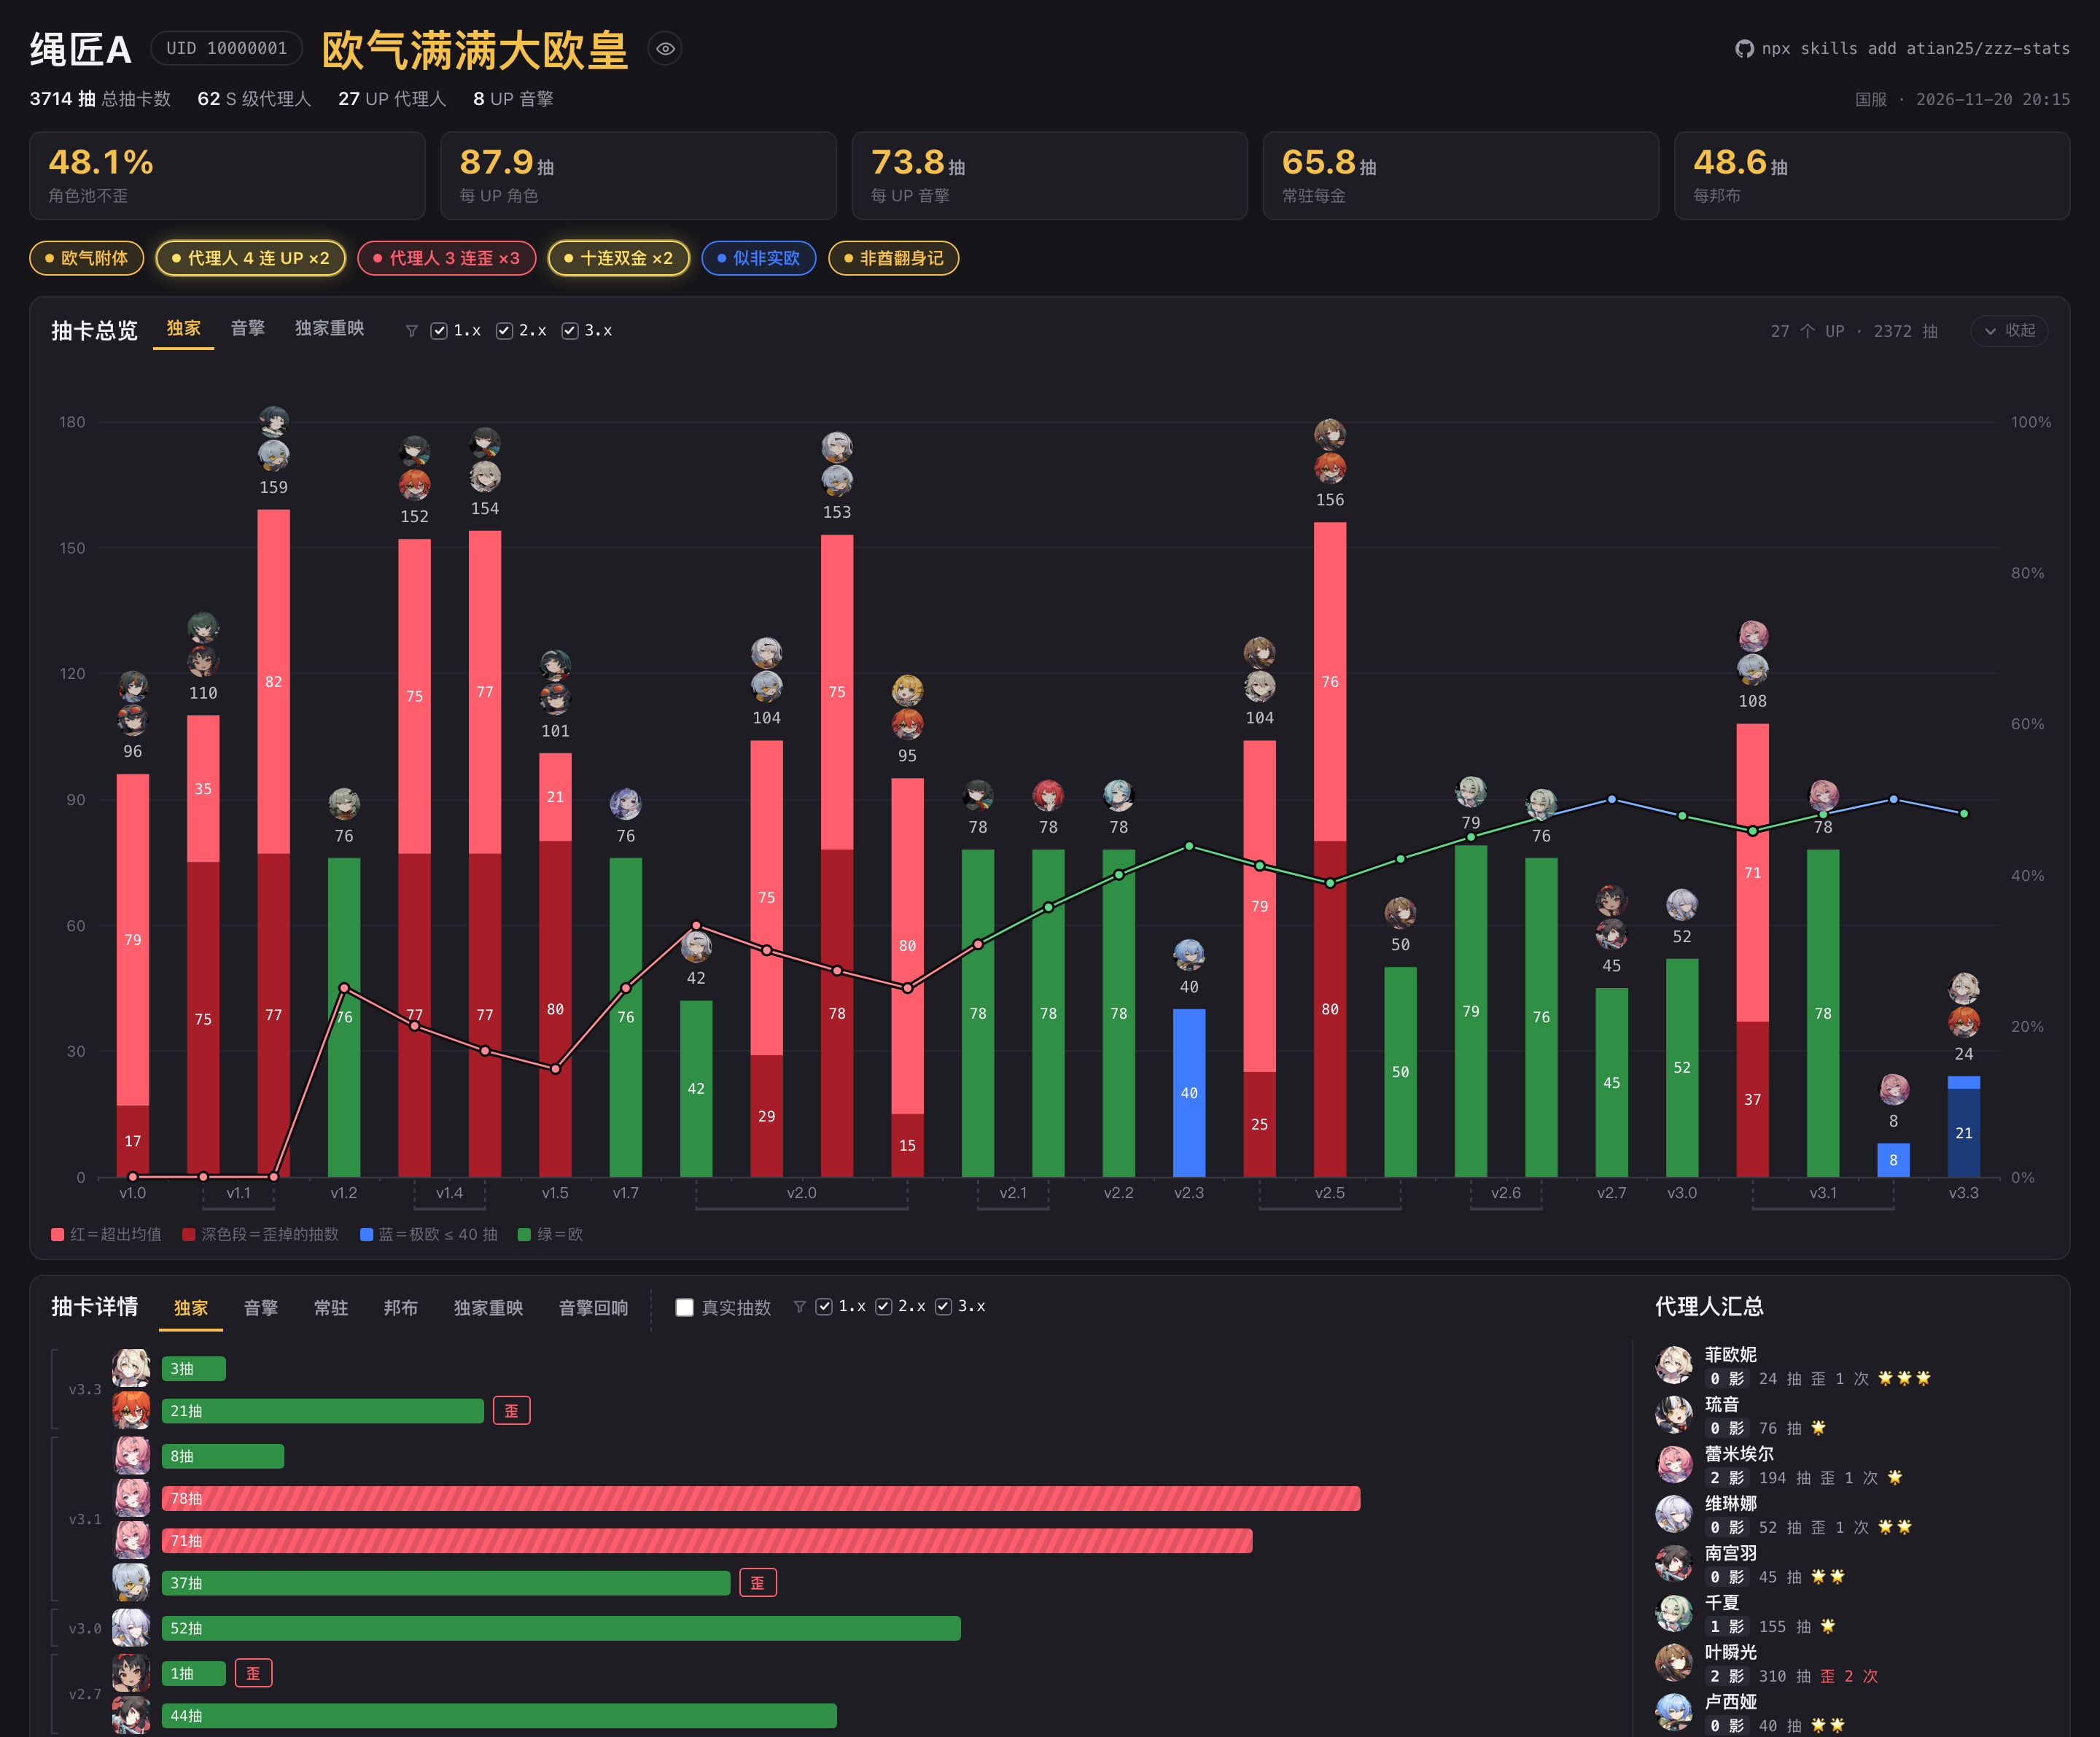 绳匠A UID 10000001 欧气满满大欧皇 npx skills add atian25/zzz-stats
3714 抽 总抽卡数 62 S 级代理人 27 UP 代理人 8 UP 音擎 国服 · 2026-11-20 20:15
48.1%
角色池不歪
87.9抽
每 UP 角色
73.8抽
每 UP 音擎
65.8抽
常驻每金
48.6抽
每邦布
欧气附体 代理人 4 连 UP ×2 代理人 3 连歪 ×3 十连双金 ×2 似非实欧 非酋翻身记
抽卡总览 独家 音擎 独家重映 1.x 2.x 3.x 27 个 UP · 2372 抽 收起
180 100%
159
152 154 153 156
150
80%
120
82 75 77 75 76
110 104 104 108
96 101 95
60%
90
35 21
76 76 78 78 78 79 76 78
75 79 71
40%
60
79 80 50 45 52
42 40
75 77 76 77 77 80 76 78 78 78 78 80 79 76 78
30 20%
42 29 40 50 45 52 37 24
17 15 25 8 21
8
0 0%
v1.0 v1.1 v1.2 v1.4 v1.5 v1.7 v2.0 v2.1 v2.2 v2.3 v2.5 v2.6 v2.7 v3.0 v3.1 v3.3
红=超出均值 深色段=歪掉的抽数 蓝=极欧 ≤ 40 抽 绿=欧
抽卡详情 独家 音擎 常驻 邦布 独家重映 音擎回响 真实抽数 1.x 2.x 3.x
v3.3
3抽
21抽 歪
v3.1
8抽
78抽
71抽
37抽 歪
v3.0
52抽
v2.7
1抽 歪
44抽
代理人汇总
菲欧妮
0 影 24 抽 歪 1 次 🌟🌟🌟
琉音
0 影 76 抽 🌟
蕾米埃尔
2 影 194 抽 歪 1 次 🌟
维琳娜
0 影 52 抽 歪 1 次 🌟🌟
南宫羽
0 影 45 抽 🌟🌟
千夏
1 影 155 抽 🌟
叶瞬光
2 影 310 抽 歪 2 次
卢西娅
0 影 40 抽 🌟🌟